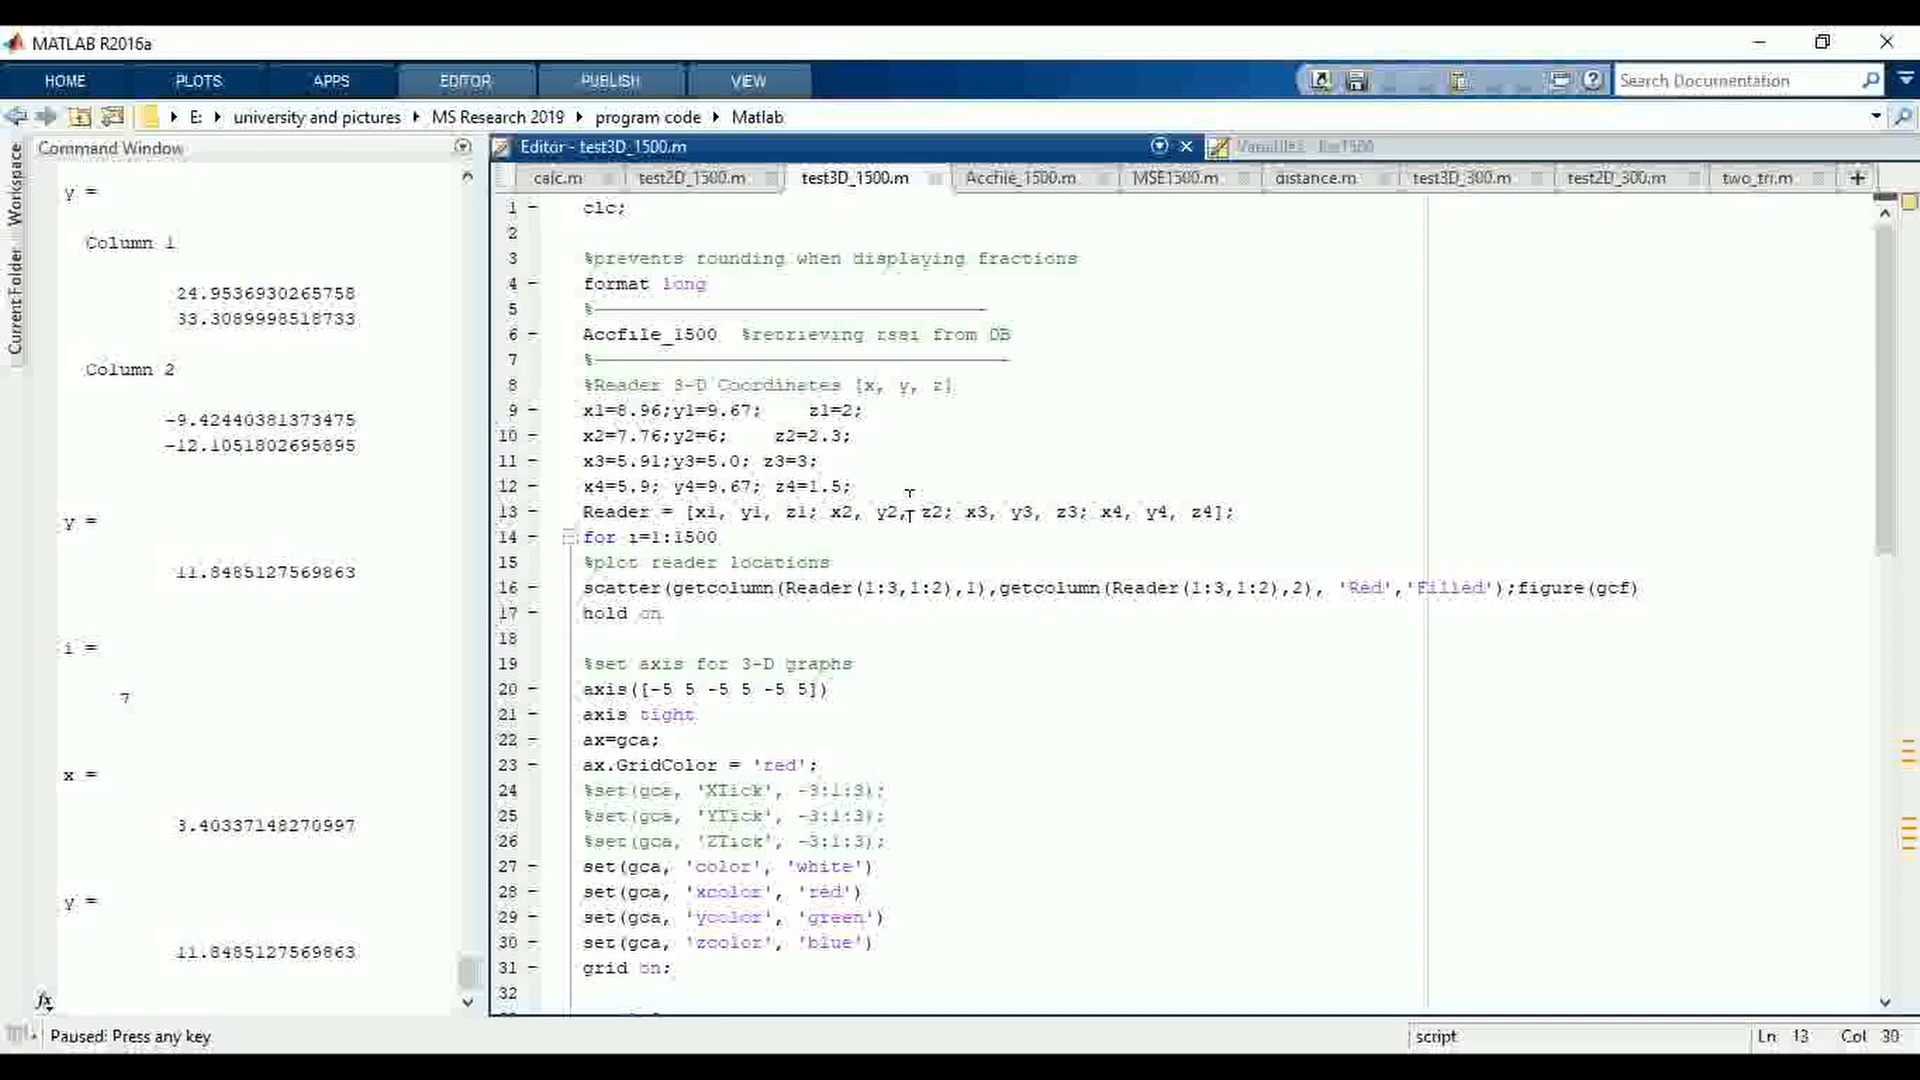 MATLAB R2016a
HOME PLOTS APPS EDITOR PUBLISH VIEW Search Documentation
E: university and pictures MS Research 2019 program code Matlab
Workspace
Current Folder
Command Window
y =
Column 1
24.9536930265758
33.3089998518733
Column 2
-9.42440381373475
-12.1051802695895
y =
11.8485127569863
i =
7
x =
3.40337148270997
y =
11.8485127569863
fx
Editor - test3D_1500.m
calc.m test2D_1500.m test3D_1500.m Accfile_1500.m MSE1500.m distance.m test3D_300.m test2D_300.m two_tri.m +
1 - clc;
2
3 %prevents rounding when displaying fractions
4 - format long
5 %
6 - Accfile_1500 %retrieving rssi from DB
7 %
8 %Reader 3-D Coordinates [x, y, z]
9 - x1=8.96;y1=9.67; z1=2;
10 - x2=7.76;y2=6; z2=2.3;
11 - x3=5.91;y3=5.0; z3=3;
12 - x4=5.9; y4=9.67; z4=1.5;
13 - Reader = [x1, y1, z1; x2, y2, z2; x3, y3, z3; x4, y4, z4];
14 - for i=1:1500
15 %plot reader locations
16 - scatter(getcolumn(Reader(1:3,1:2),1),getcolumn(Reader(1:3,1:2),2), 'Red','Filled');figure(gcf)
17 - hold on
18
19 %set axis for 3-D graphs
20 - axis([-5 5 -5 5 -5 5])
21 - axis tight
22 - ax=gca;
23 - ax.GridColor = 'red';
24 %set(gca, 'XTick', -3:1:3);
25 %set(gca, 'YTick', -3:1:3);
26 %set(gca, 'ZTick', -3:1:3);
27 - set(gca, 'color', 'white')
28 - set(gca, 'xcolor', 'red')
29 - set(gca, 'ycolor', 'green')
30 - set(gca, 'zcolor', 'blue')
31 - grid on;
32
Paused: Press any key
script Ln 13 Col 30